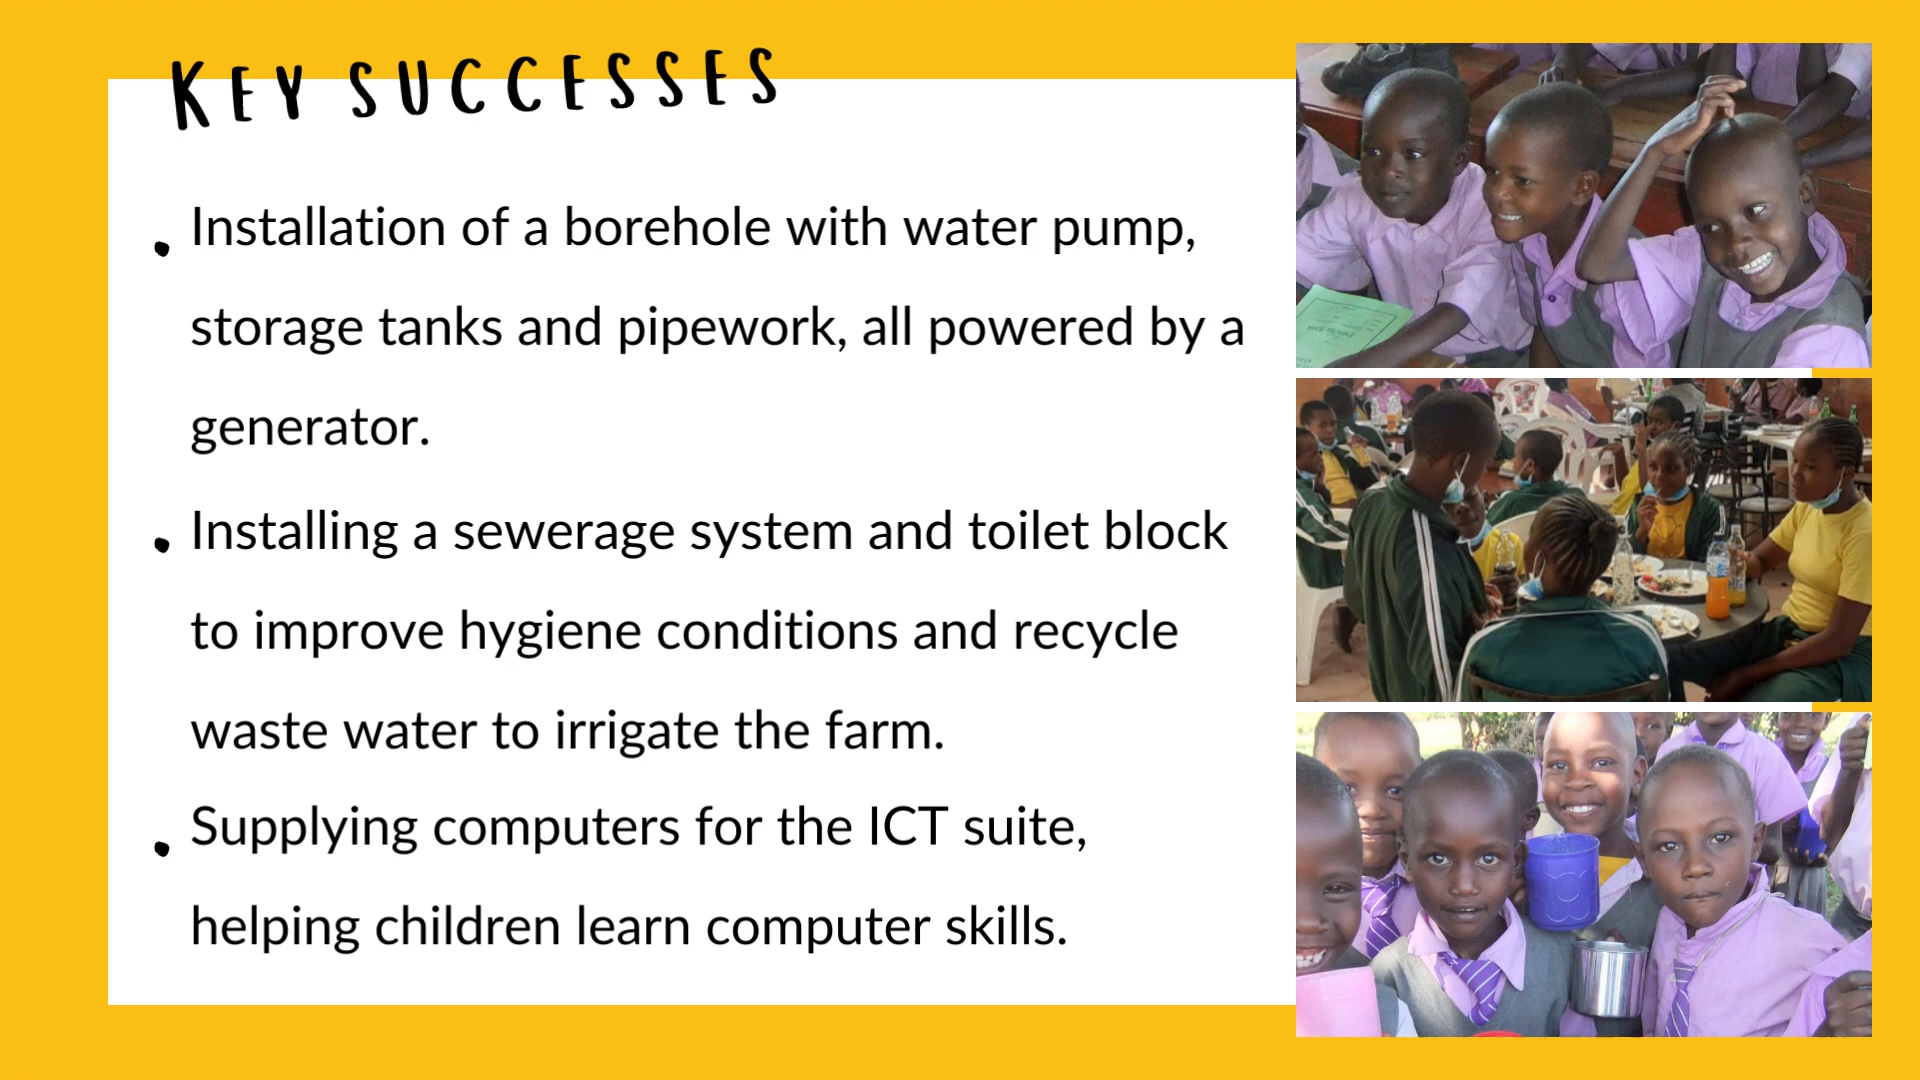 KEY SUCCESSES
• Installation of a borehole with water pump,
storage tanks and pipework, all powered by a
generator.
• Installing a sewerage system and toilet block
to improve hygiene conditions and recycle
waste water to irrigate the farm.
• Supplying computers for the ICT suite,
helping children learn computer skills.